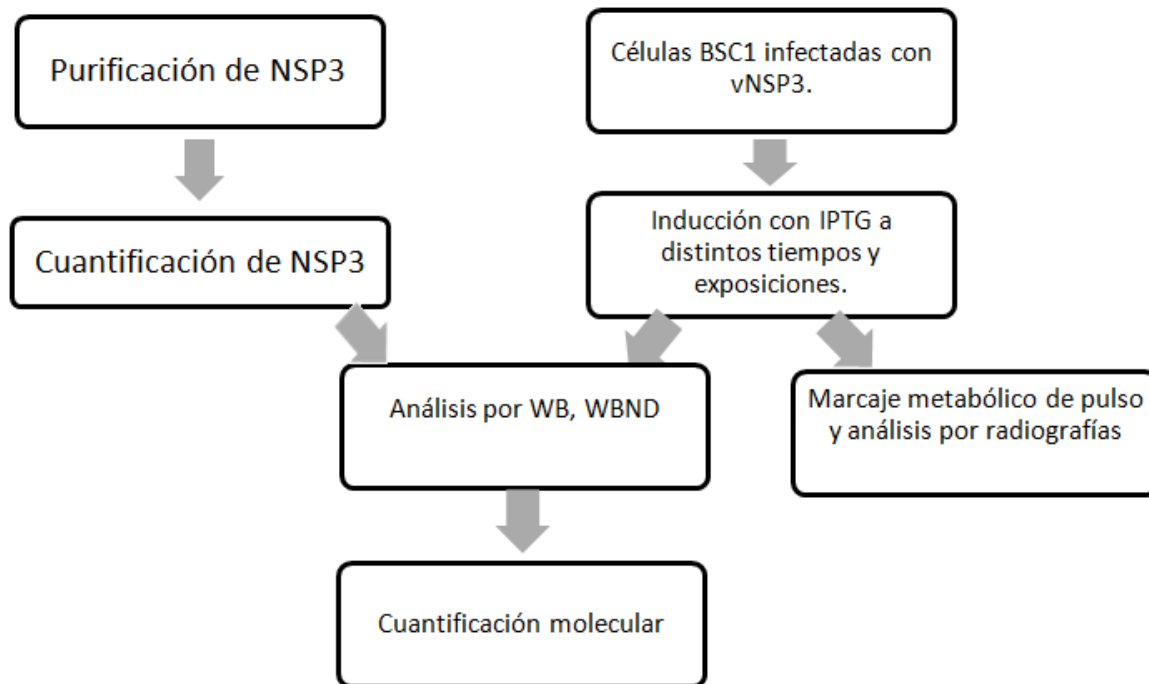 Purificación de NSP3
Células BSC1 infectadas con
vNSP3.
Cuantificación de NSP3
Inducción con IPTG a
distintos tiempos y
exposiciones.
Análisis por WB, WBND
Marcaje metabólico de pulso
y análisis por radiografías
Cuantificación molecular